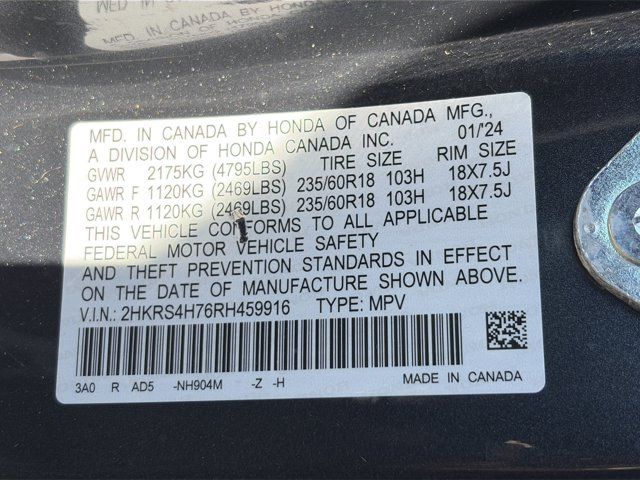 MFD. IN CANADA BY HONDA OF CANADA MFG.,
A DIVISION OF HONDA CANADA INC. 01/'24
GVWR 2175KG (4795LBS) TIRE SIZE RIM SIZE
GAWR F 1120KG (2469LBS) 235/60R18 103H 18X7.5J
GAWR R 1120KG (2469LBS) 235/60R18 103H 18X7.5J
THIS VEHICLE CONFORMS TO ALL APPLICABLE
FEDERAL MOTOR VEHICLE SAFETY
AND THEFT PREVENTION STANDARDS IN EFFECT
ON THE DATE OF MANUFACTURE SHOWN ABOVE.
V.I.N.: 2HKRS4H76RH459916 TYPE: MPV
3A0 R AD5 -NH904M -Z -H MADE IN CANADA